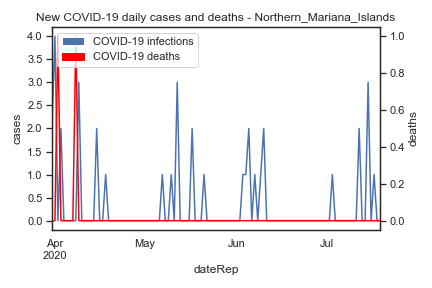 New COVID-19 daily cases and deaths - Northern_Mariana_Islands
COVID-19 infections
COVID-19 deaths
cases
4.0
3.5
3.0
2.5
2.0
1.5
1.0
0.5
0.0
1.0
0.8
0.6
0.4
0.2
0.0
deaths
Apr
2020
May
Jun
Jul
dateRep